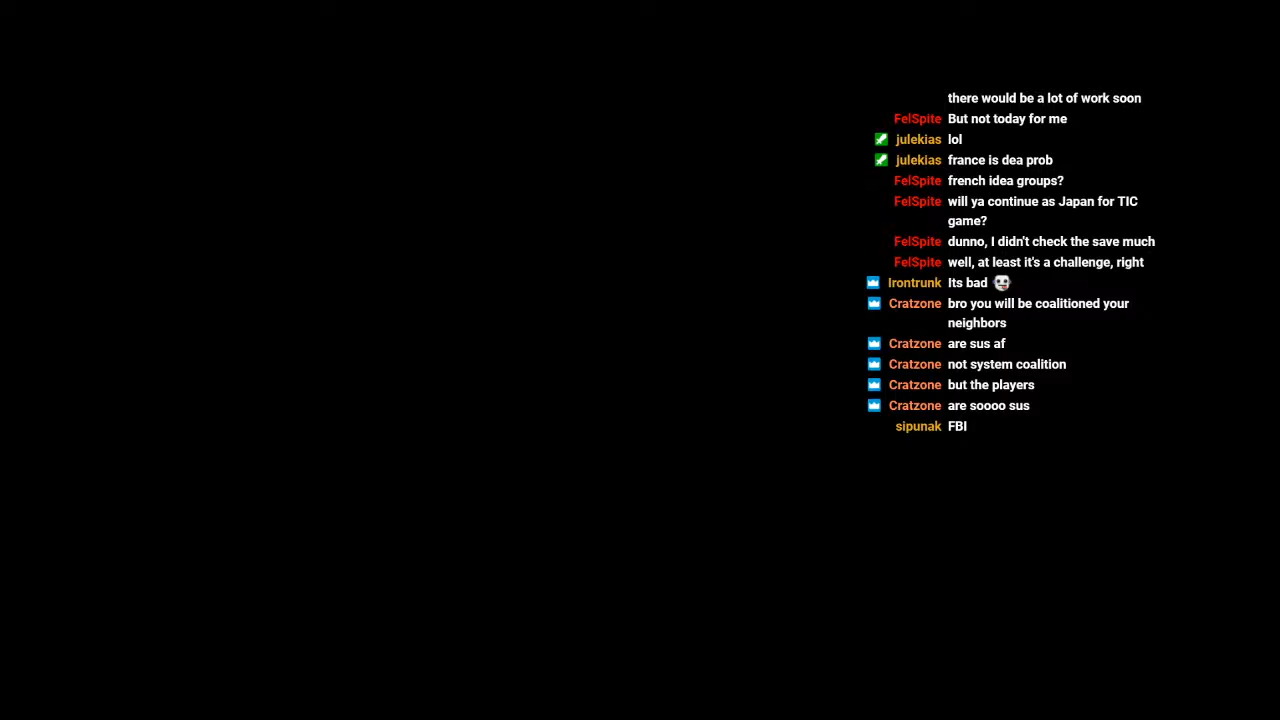 there would be a lot of work soon
FelSpite But not today for me
julekias lol
julekias france is dea prob
FelSpite french idea groups?
FelSpite will ya continue as Japan for TIC
game?
FelSpite dunno, I didn't check the save much
FelSpite well, at least it's a challenge, right
Irontrunk Its bad
Cratzone bro you will be coalitioned your
neighbors
Cratzone are sus af
Cratzone not system coalition
Cratzone but the players
Cratzone are soooo sus
sipunak FBI